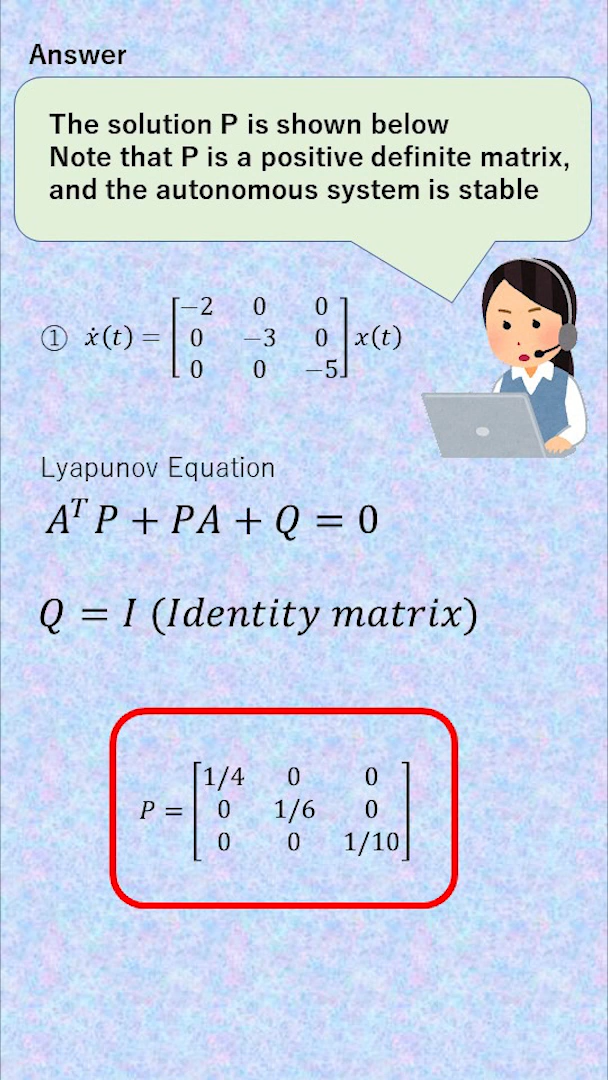 Answer
The solution P is shown below
Note that P is a positive definite matrix,
and the autonomous system is stable
① ẋ(t) = [−2 0 0
0 −3 0
0 0 −5] x(t)
Lyapunov Equation
Aᵀ P + PA + Q = 0
Q = I (Identity matrix)
P = [1/4 0 0
0 1/6 0
0 0 1/10]